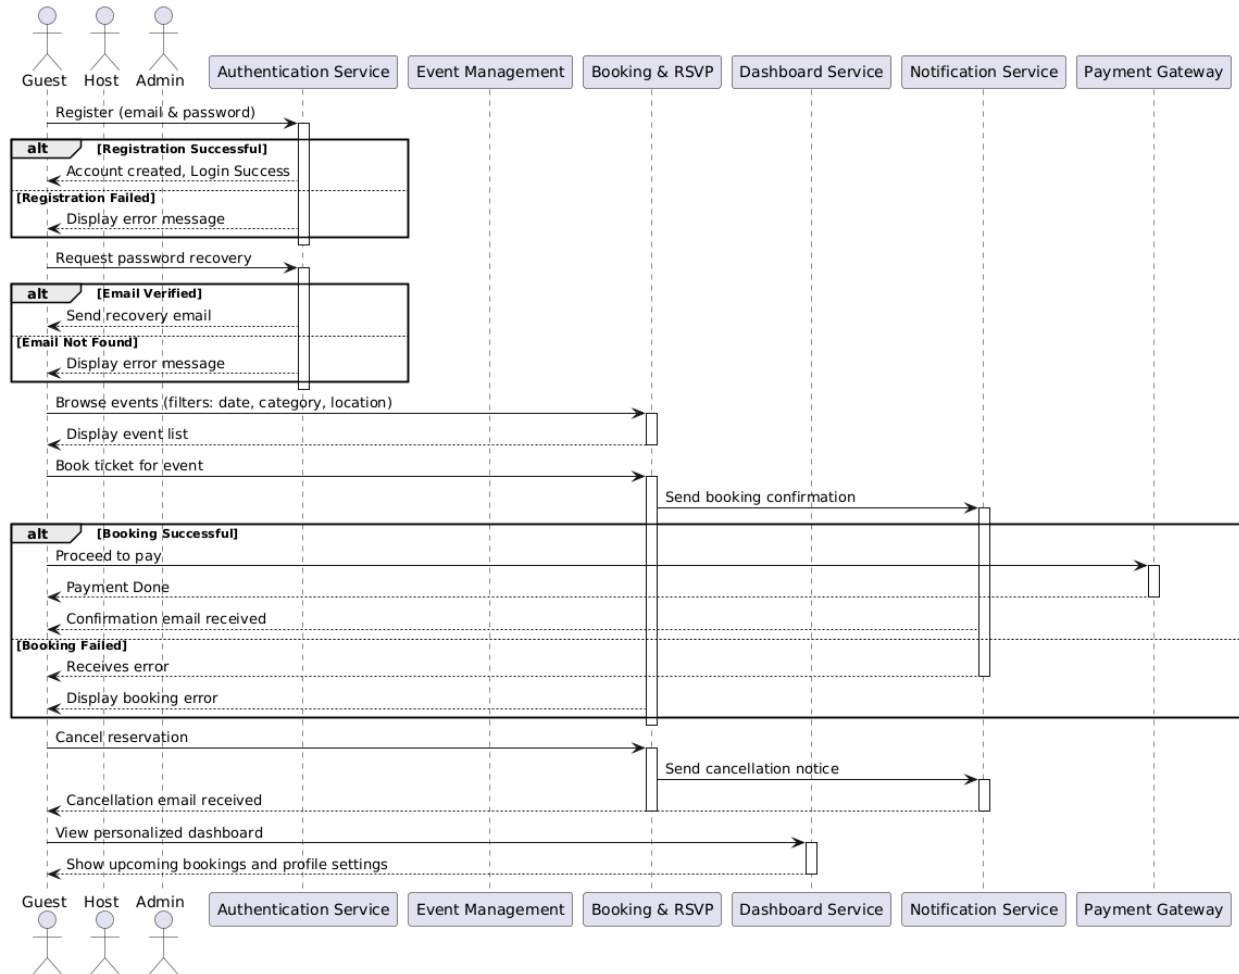 Guest Host Admin
Authentication Service Event Management Booking & RSVP Dashboard Service Notification Service Payment Gateway
Register (email & password)
alt [Registration Successful]
Account created, Login Success
[Registration Failed]
Display error message
Request password recovery
alt [Email Verified]
Send recovery email
[Email Not Found]
Display error message
Browse events (filters: date, category, location)
Display event list
Book ticket for event
Send booking confirmation
alt [Booking Successful]
Proceed to pay
Payment Done
Confirmation email received
[Booking Failed]
Receives error
Display booking error
Cancel reservation
Send cancellation notice
Cancellation email received
View personalized dashboard
Show upcoming bookings and profile settings
Guest Host Admin
Authentication Service Event Management Booking & RSVP Dashboard Service Notification Service Payment Gateway